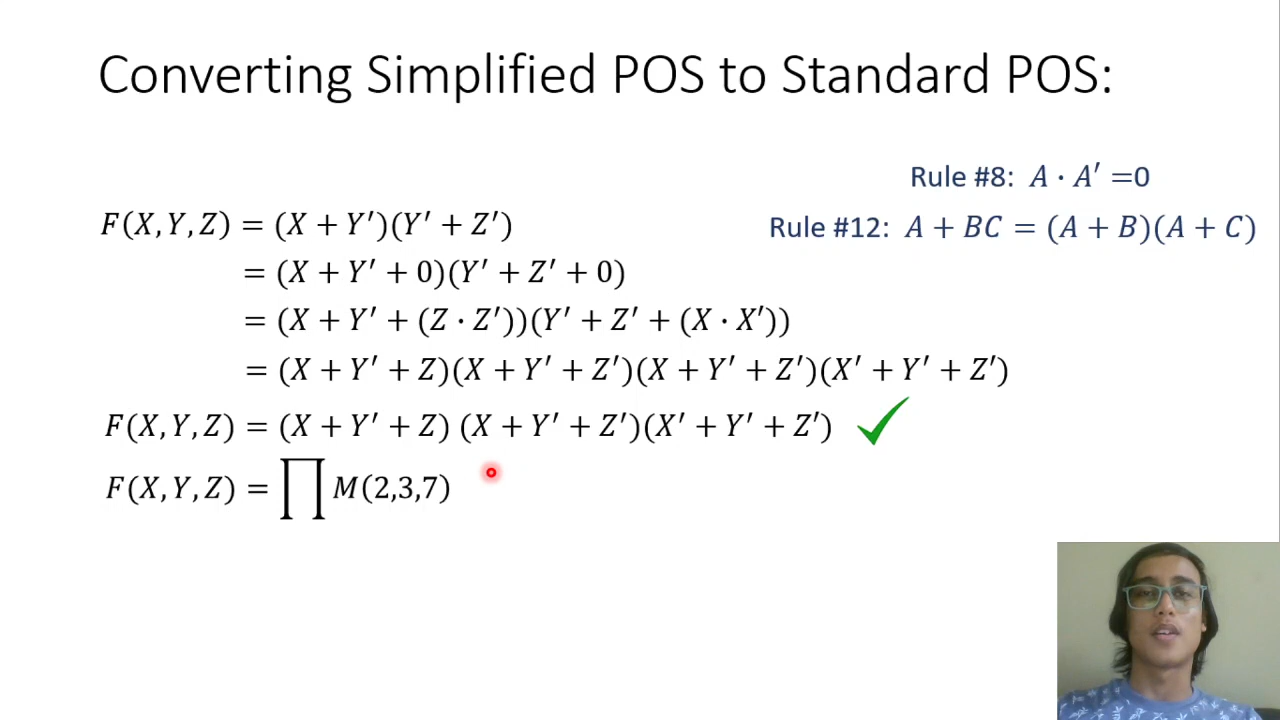 Converting Simplified POS to Standard POS:
Rule #8: A · A′ =0
Rule #12: A + BC = (A + B)(A + C)
F(X, Y, Z) = (X + Y′)(Y′ + Z′)
= (X + Y′ + 0)(Y′ + Z′ + 0)
= (X + Y′ + (Z · Z′))(Y′ + Z′ + (X · X′))
= (X + Y′ + Z)(X + Y′ + Z′)(X + Y′ + Z′)(X′ + Y′ + Z′)
F(X, Y, Z) = (X + Y′ + Z) (X + Y′ + Z′)(X′ + Y′ + Z′)
F(X, Y, Z) = ∏ M(2,3,7)